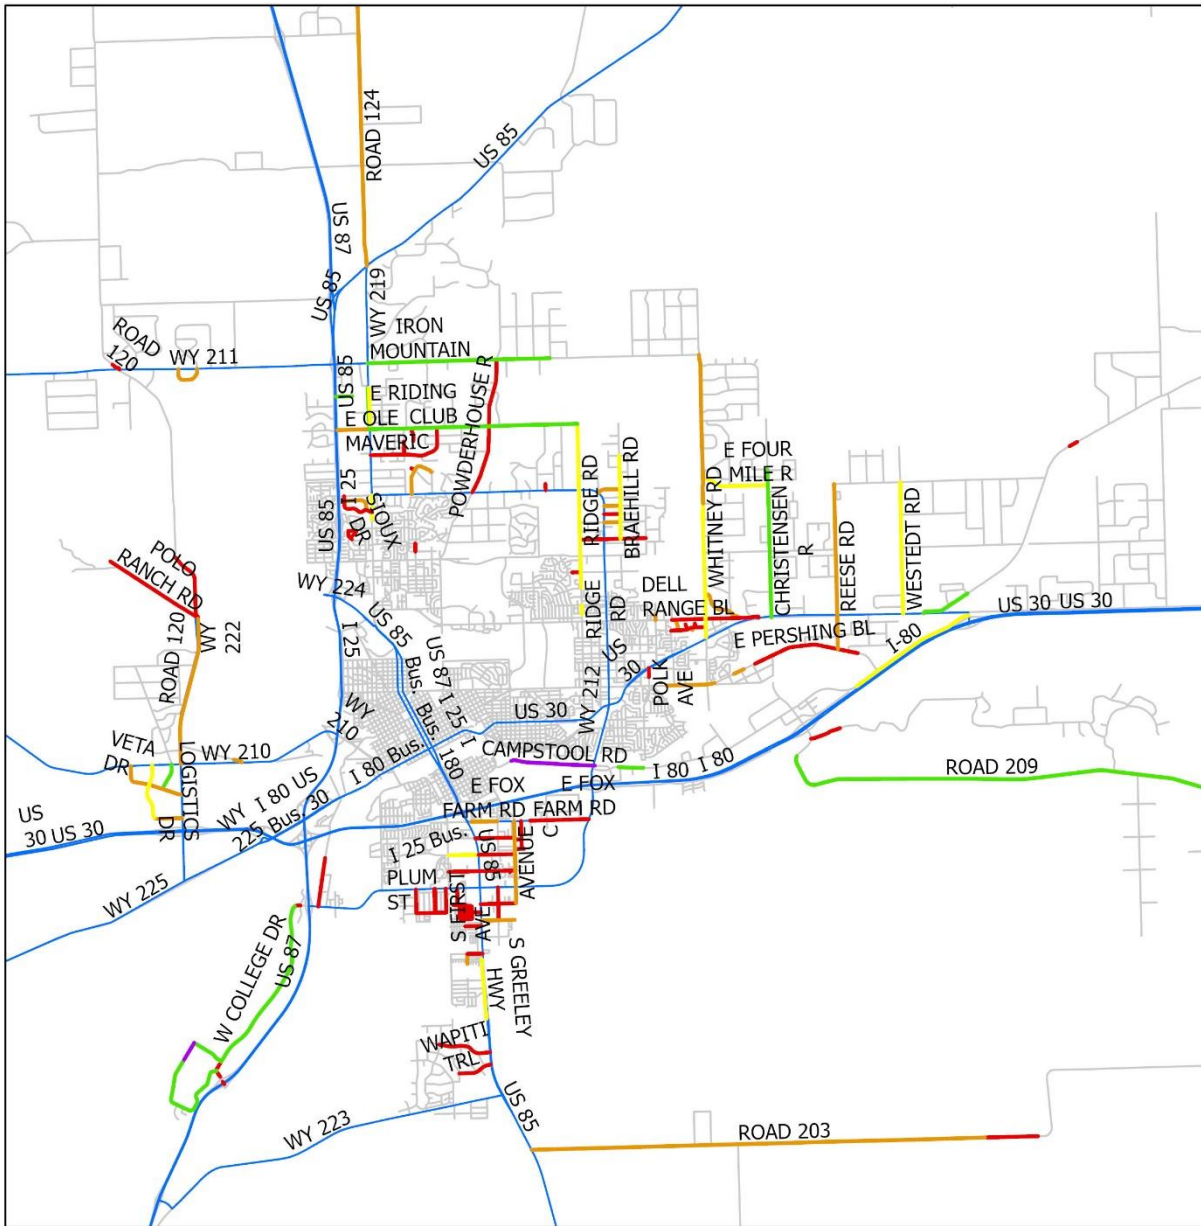 ROAD 124
US 85
US 87
US 85
WY 219
IRON
MOUNTAIN
ROAD
120
WY 211
US 85
E RIDING
CLUB
E OLE
MAVERIC
POWDERHOUSE R
I 25
I DR
SIOUX
US 85
RIDGE RD
BRAEHILL RD
WHITNEY RD
E FOUR
MILE R
CHRISTENSEN
R
REESE RD
WESTEDT RD
POLO
RANCH RD
WY 224
US 85 Bus.
US 87 I 25 I
Bus.
180
ROAD 120
WY
222
I 25
RIDGE
RD
DELL
RANGE BL
E PERSHING BL
US 30 US 30
I-80
US
30
POLK
AVE
WY 212
US 30
WY
210
I 80 Bus.
CAMPSTOOL RD
I 80 I 80
ROAD 209
VETA
DR
WY 210
LOGISTICS
DR
I 80 US
30
WY
225 Bus.
US
30 US 30
WY 225
E FOX
FARM RD
E FOX
FARM RD
I 25 Bus.
US 85
AVENUE
C
PLUM
ST
S FIRST
AVE
S GREELEY
HWY
W COLLEGE DR
US 87
WAPITI
TRL
US 85
WY 223
ROAD 203